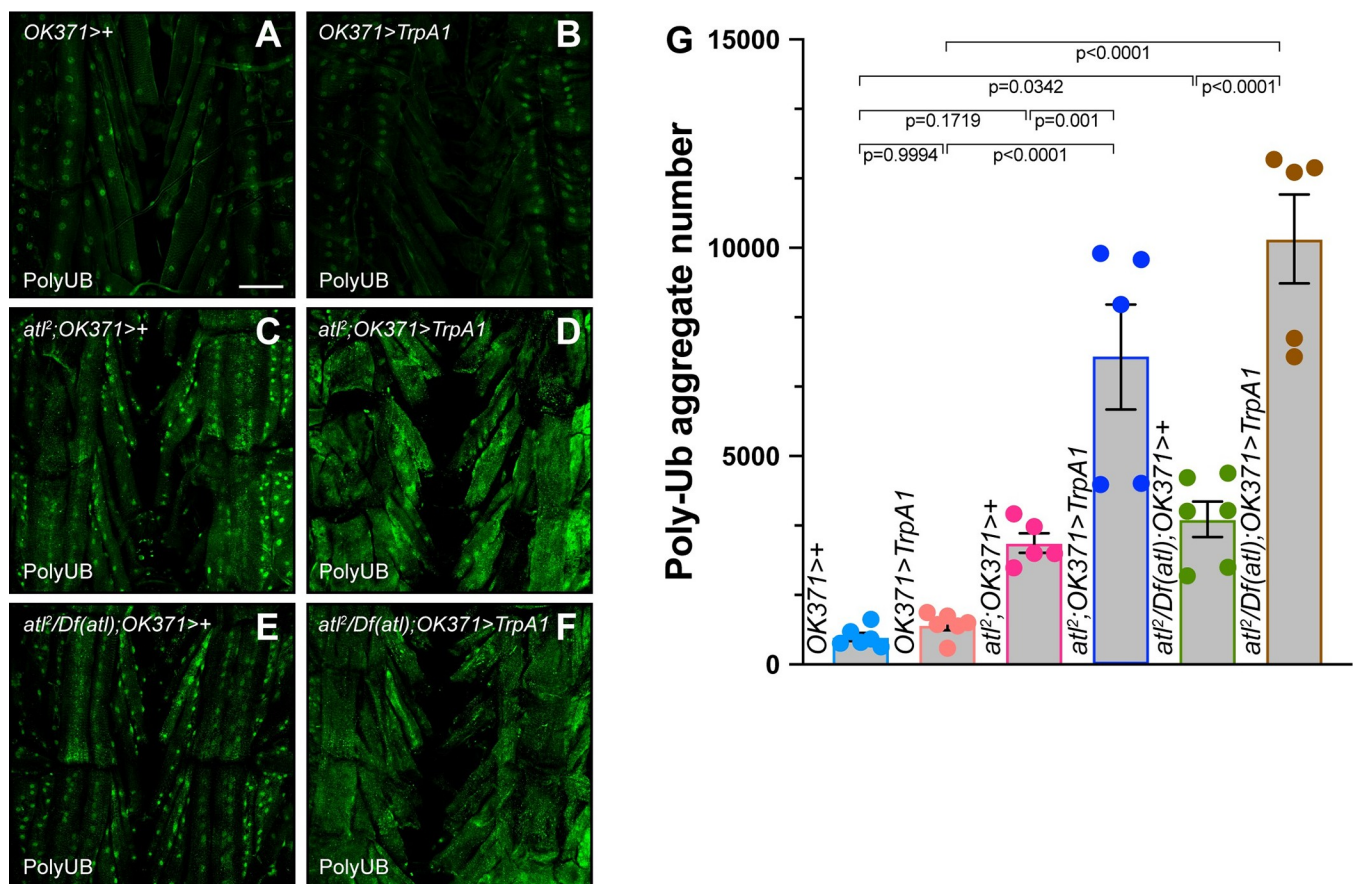 OK371>+ A
PolyUB
OK371>TrpA1 B
PolyUB
atl²;OK371>+ C
PolyUB
atl²;OK371>TrpA1 D
PolyUB
atl²/Df(atl);OK371>+ E
PolyUB
atl²/Df(atl);OK371>TrpA1 F
PolyUB
G
Poly-Ub aggregate number
15000
10000
5000
0
p<0.0001
p=0.0342 p<0.0001
p=0.1719 p=0.001
p=0.9994 p<0.0001
OK371>+
OK371>TrpA1
atl²;OK371>+
atl²;OK371>TrpA1
atl²/Df(atl);OK371>+
atl²/Df(atl);OK371>TrpA1